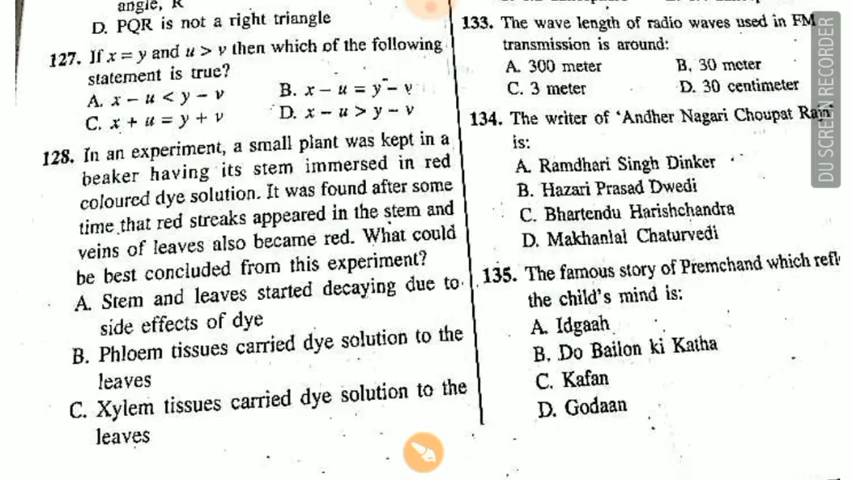 angle, R
D. PQR is not a right triangle
127. If x = y and u > v then which of the following
statement is true?
A. x − u < y − v
B. x − u = y − v
C. x + u = y + v
D. x − u > y − v
128. In an experiment, a small plant was kept in a
beaker having its stem immersed in red
coloured dye solution. It was found after some
time that red streaks appeared in the stem and
veins of leaves also became red. What could
be best concluded from this experiment?
A. Stem and leaves started decaying due to
side effects of dye
B. Phloem tissues carried dye solution to the
leaves
C. Xylem tissues carried dye solution to the
leaves
133. The wave length of radio waves used in FM
transmission is around:
A. 300 meter
B. 30 meter
C. 3 meter
D. 30 centimeter
134. The writer of 'Andher Nagari Choupat Raja'
is:
A. Ramdhari Singh Dinker
B. Hazari Prasad Dwedi
C. Bhartendu Harishchandra
D. Makhanlal Chaturvedi
135. The famous story of Premchand which refl
the child's mind is:
A. Idgaah
B. Do Bailon ki Katha
C. Kafan
D. Godaan
DU SCREEN RECORDER